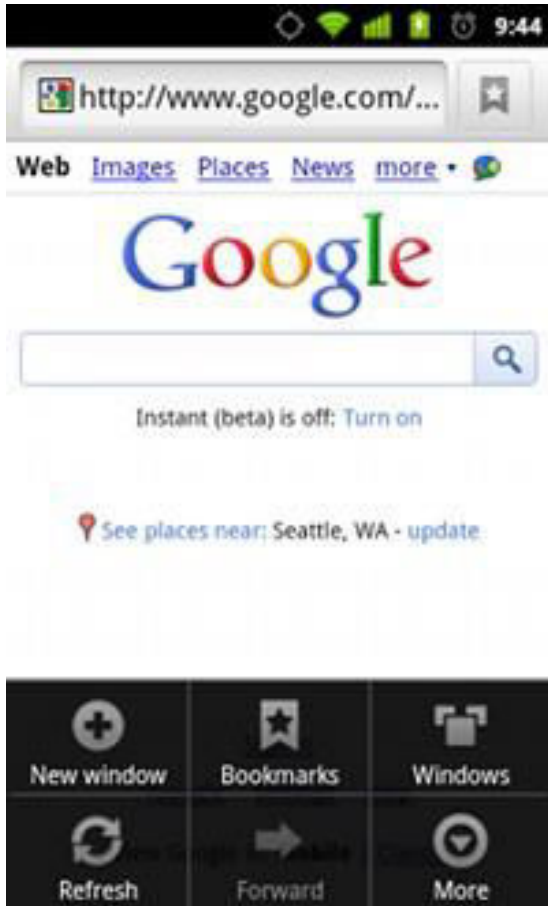 9:44
http://www.google.com/...
Web Images Places News more
Google
Instant (beta) is off: Turn on
See places near: Seattle, WA - update
New window Bookmarks Windows
Refresh Forward More